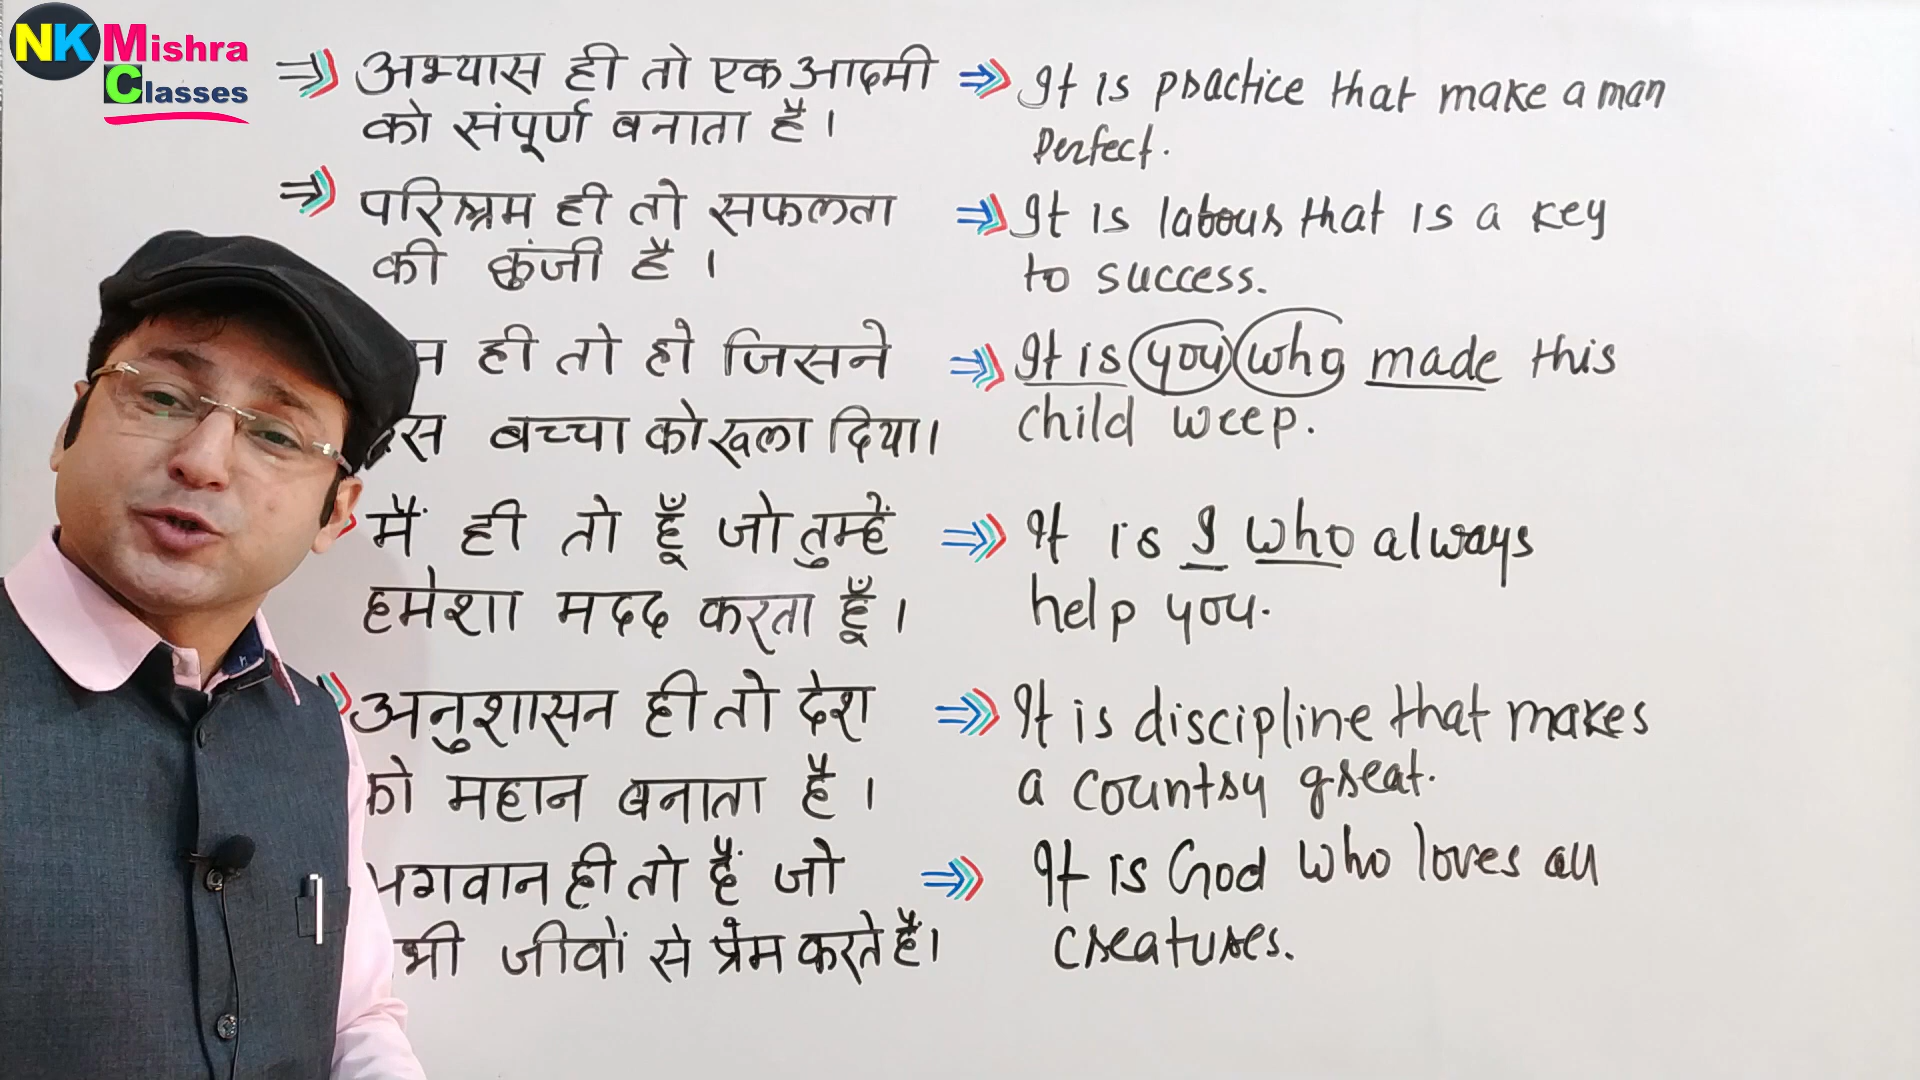 NK Mishra
Classes
अभ्यास ही तो एक आदमी
को संपूर्ण बनाता है।
It is practice that make a man
Perfect.
परिश्रम ही तो सफलता
की कुंजी है।
It is labour that is a key
to success.
ही तो हो जिसने
बच्चा को रूला दिया।
It is you who made this
child weep.
मैं ही तो हूँ जो तुम्हें
हमेशा मदद करता हूँ।
It is I who always
help you.
अनुशासन ही तो देश
को महान बनाता है।
It is discipline that makes
a country great.
भगवान ही तो हैं जो
जीवों से प्रेम करते हैं।
It is God who loves all
creatures.